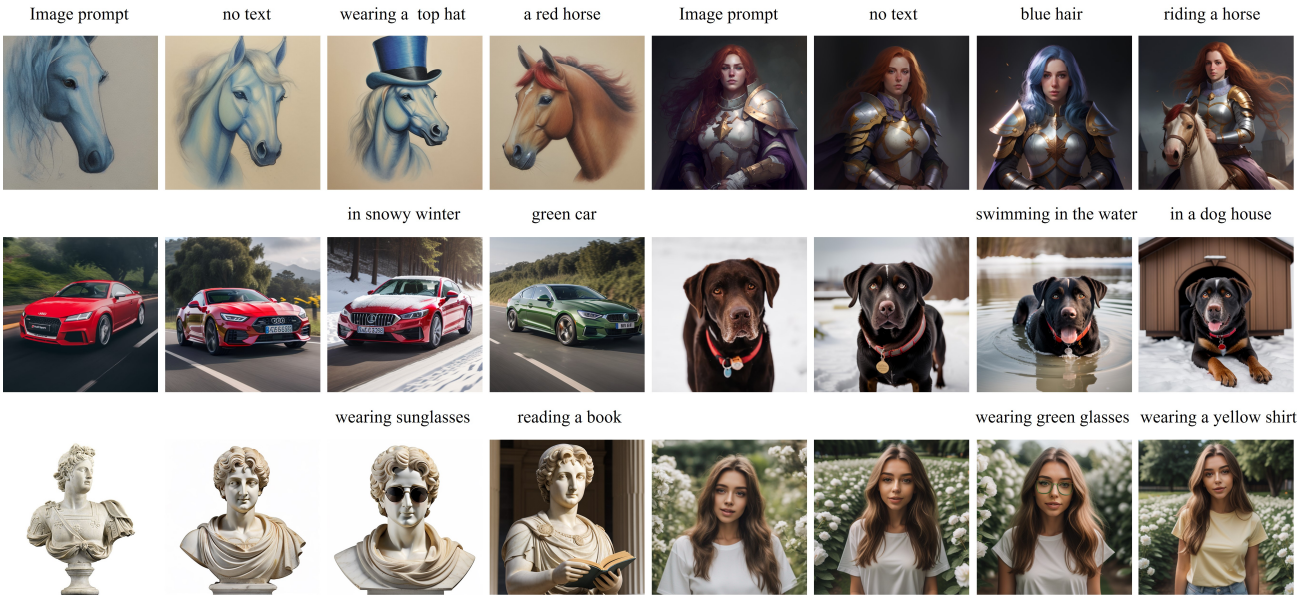 Image prompt no text wearing a top hat a red horse Image prompt no text blue hair riding a horse
in snowy winter green car swimming in the water in a dog house
wearing sunglasses reading a book wearing green glasses wearing a yellow shirt